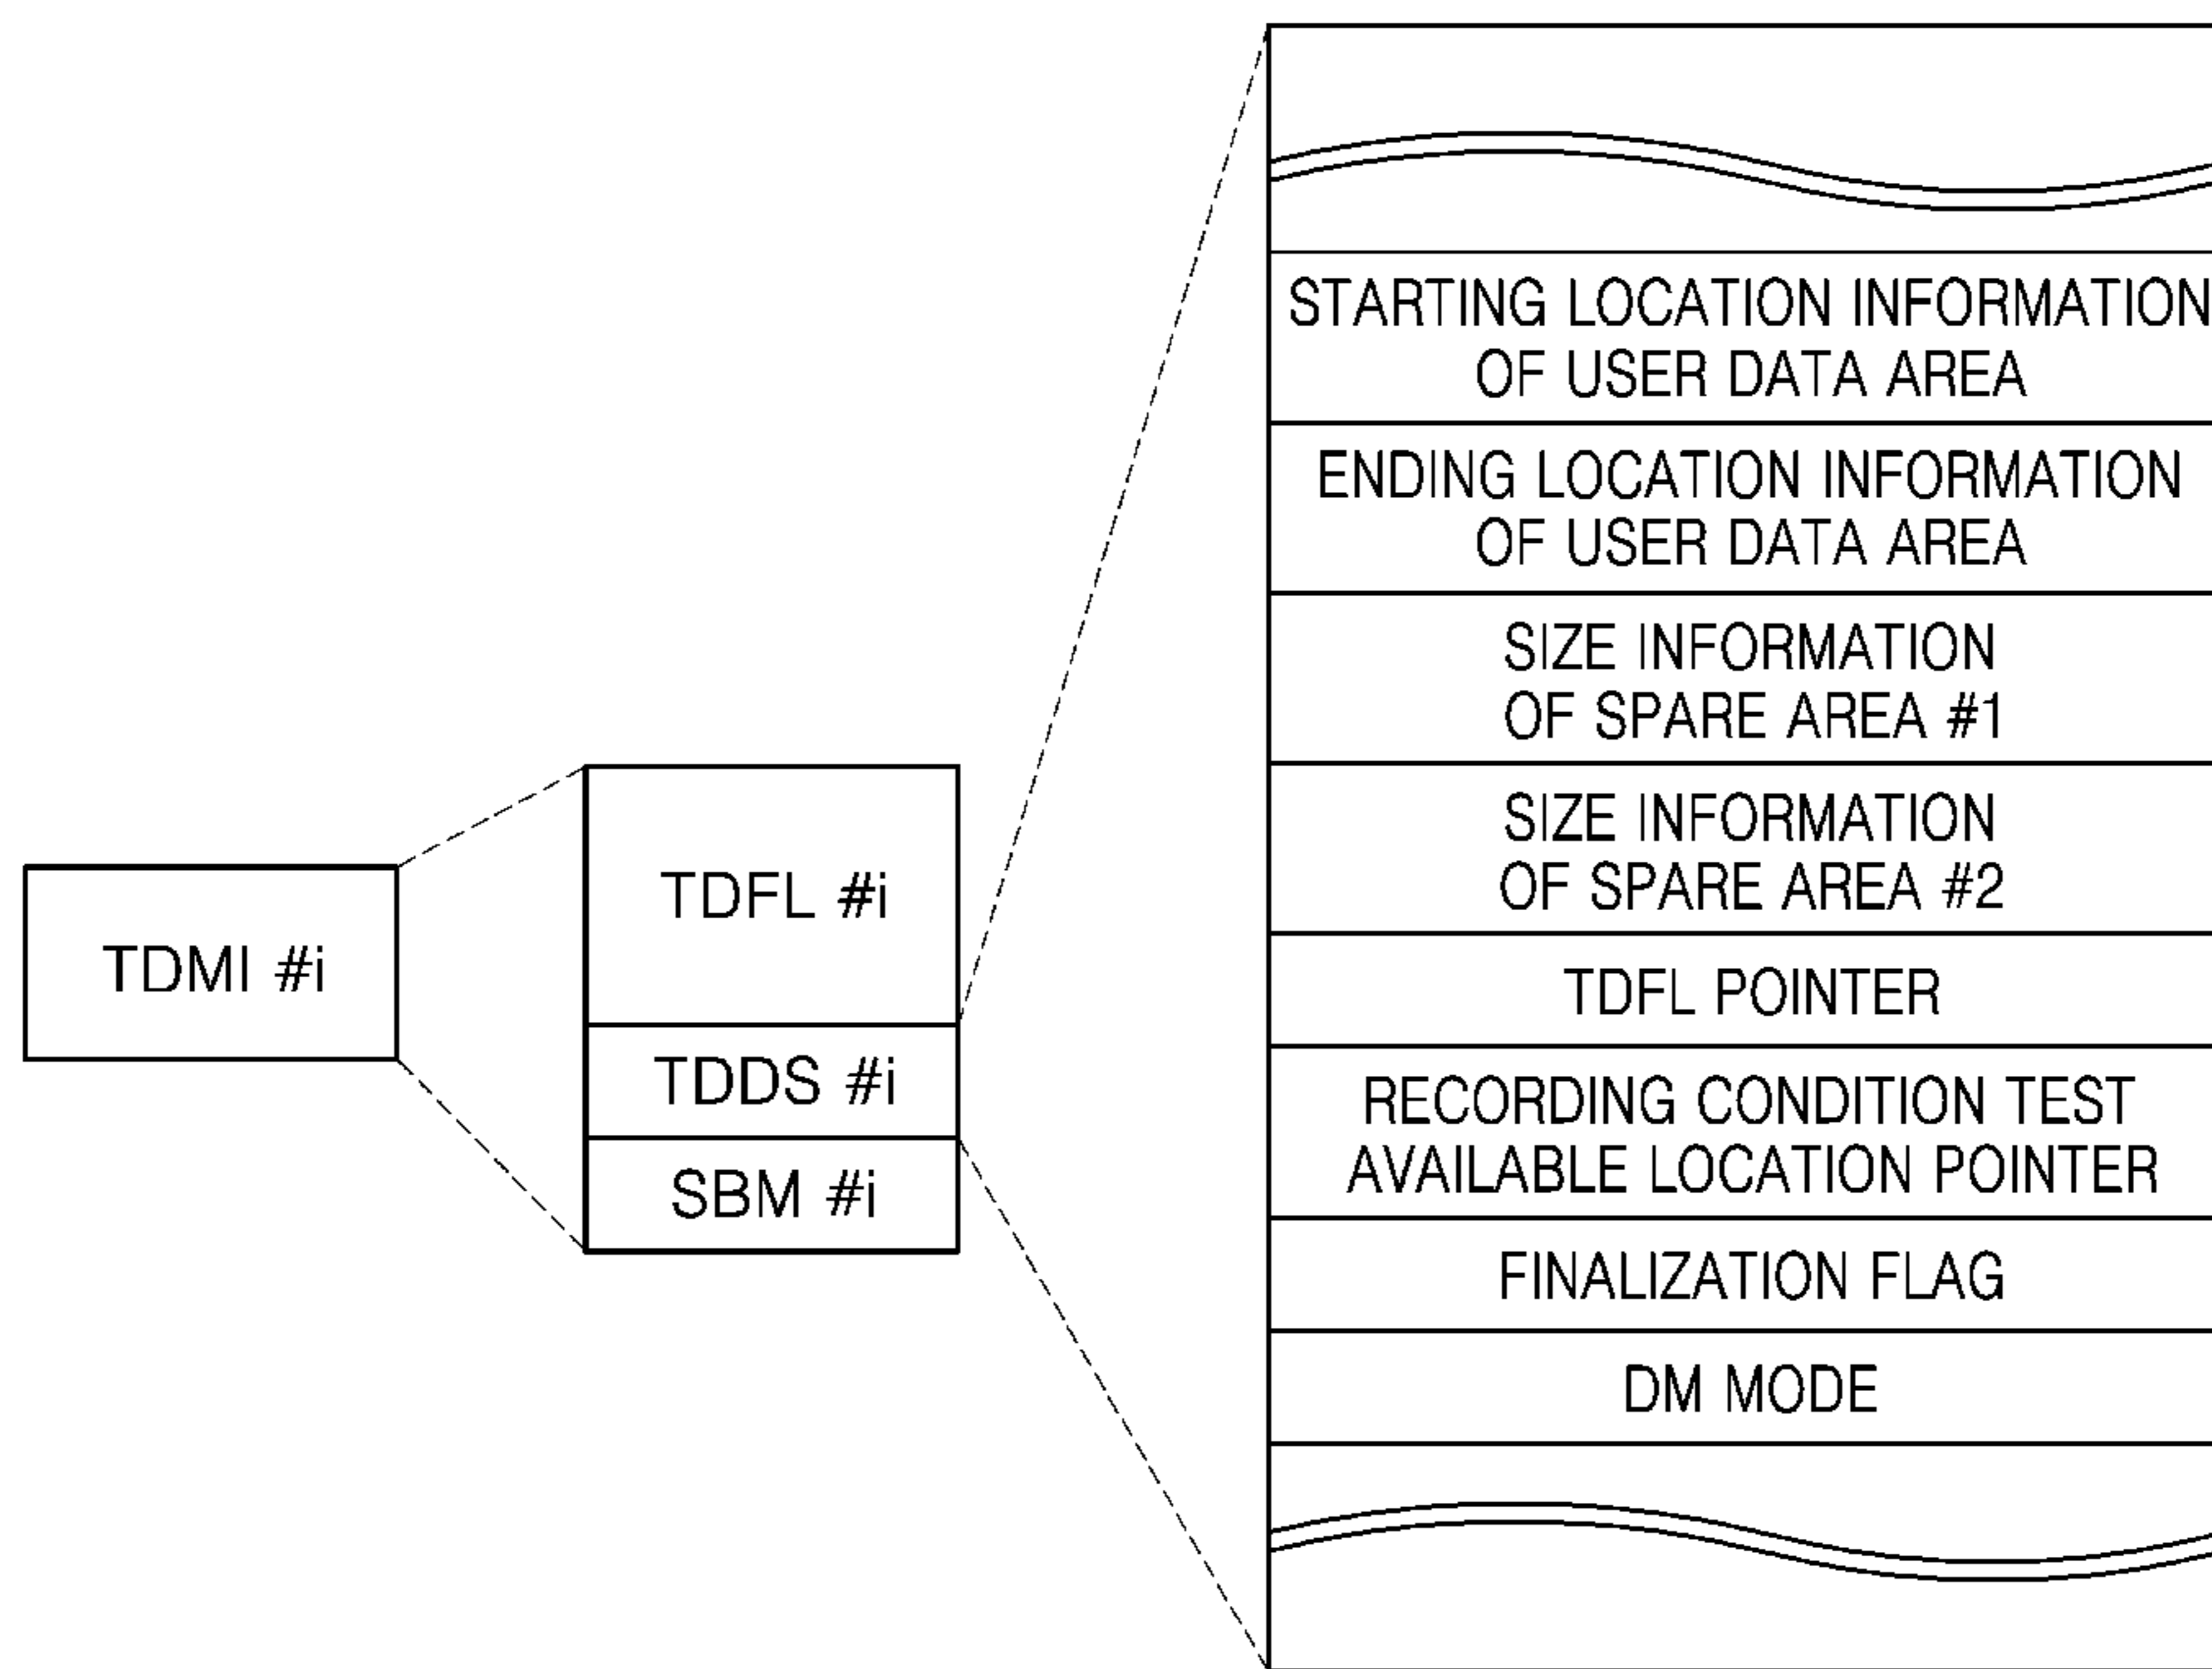 TDMI #i
TDFL #i
TDDS #i
SBM #i
STARTING LOCATION INFORMATION
OF USER DATA AREA
ENDING LOCATION INFORMATION
OF USER DATA AREA
SIZE INFORMATION
OF SPARE AREA #1
SIZE INFORMATION
OF SPARE AREA #2
TDFL POINTER
RECORDING CONDITION TEST
AVAILABLE LOCATION POINTER
FINALIZATION FLAG
DM MODE